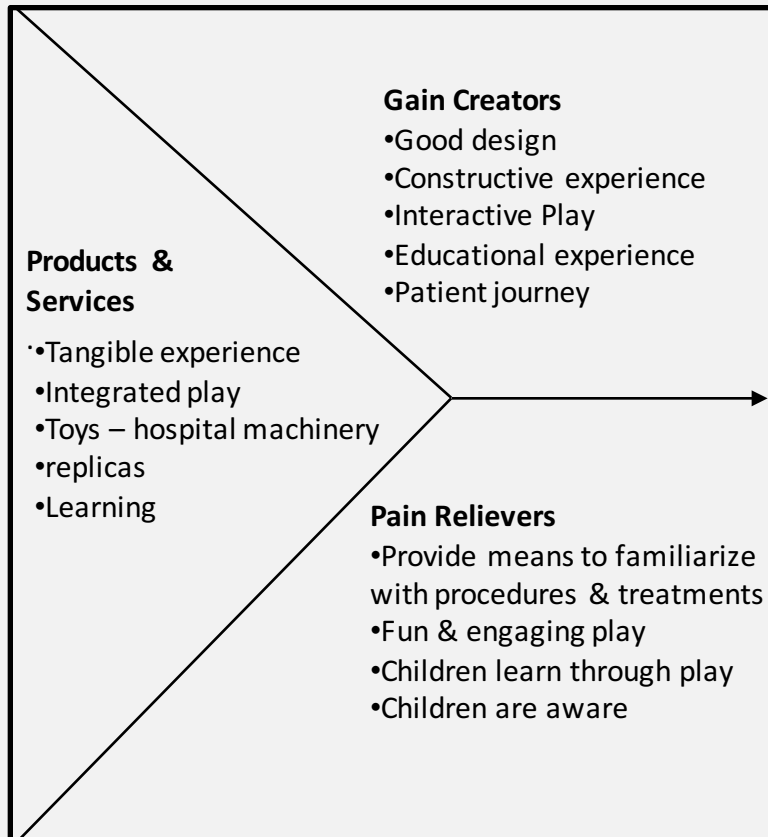 Gain Creators
•Good design
•Constructive experience
•Interactive Play
•Educational experience
•Patient journey
Products &
Services
•Tangible experience
•Integrated play
•Toys – hospital machinery
•replicas
•Learning
Pain Relievers
•Provide means to familiarize
with procedures & treatments
•Fun & engaging play
•Children learn through play
•Children are aware